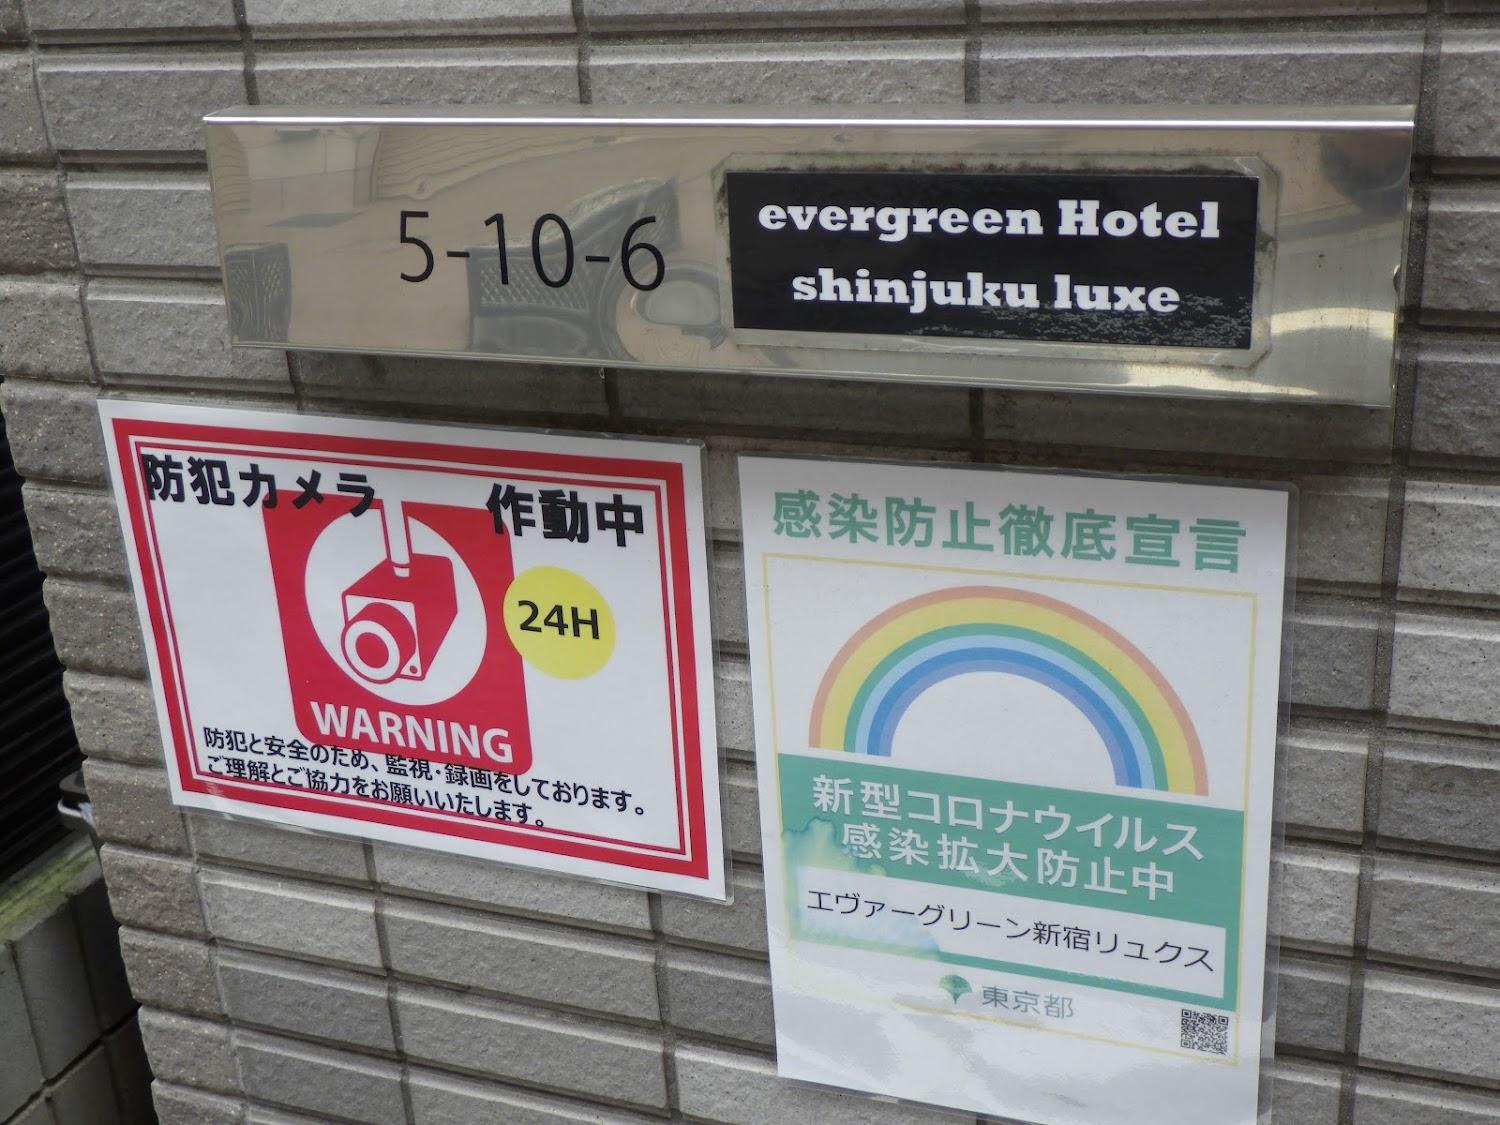 5-10-6
evergreen Hotel
shinjuku luxe
防犯カメラ 作動中
24H
WARNING
防犯と安全のため、監視・録画をしております。
ご理解とご協力をお願いいたします。
感染防止徹底宣言
新型コロナウイルス
感染拡大防止中
エヴァーグリーン新宿リュクス
東京都